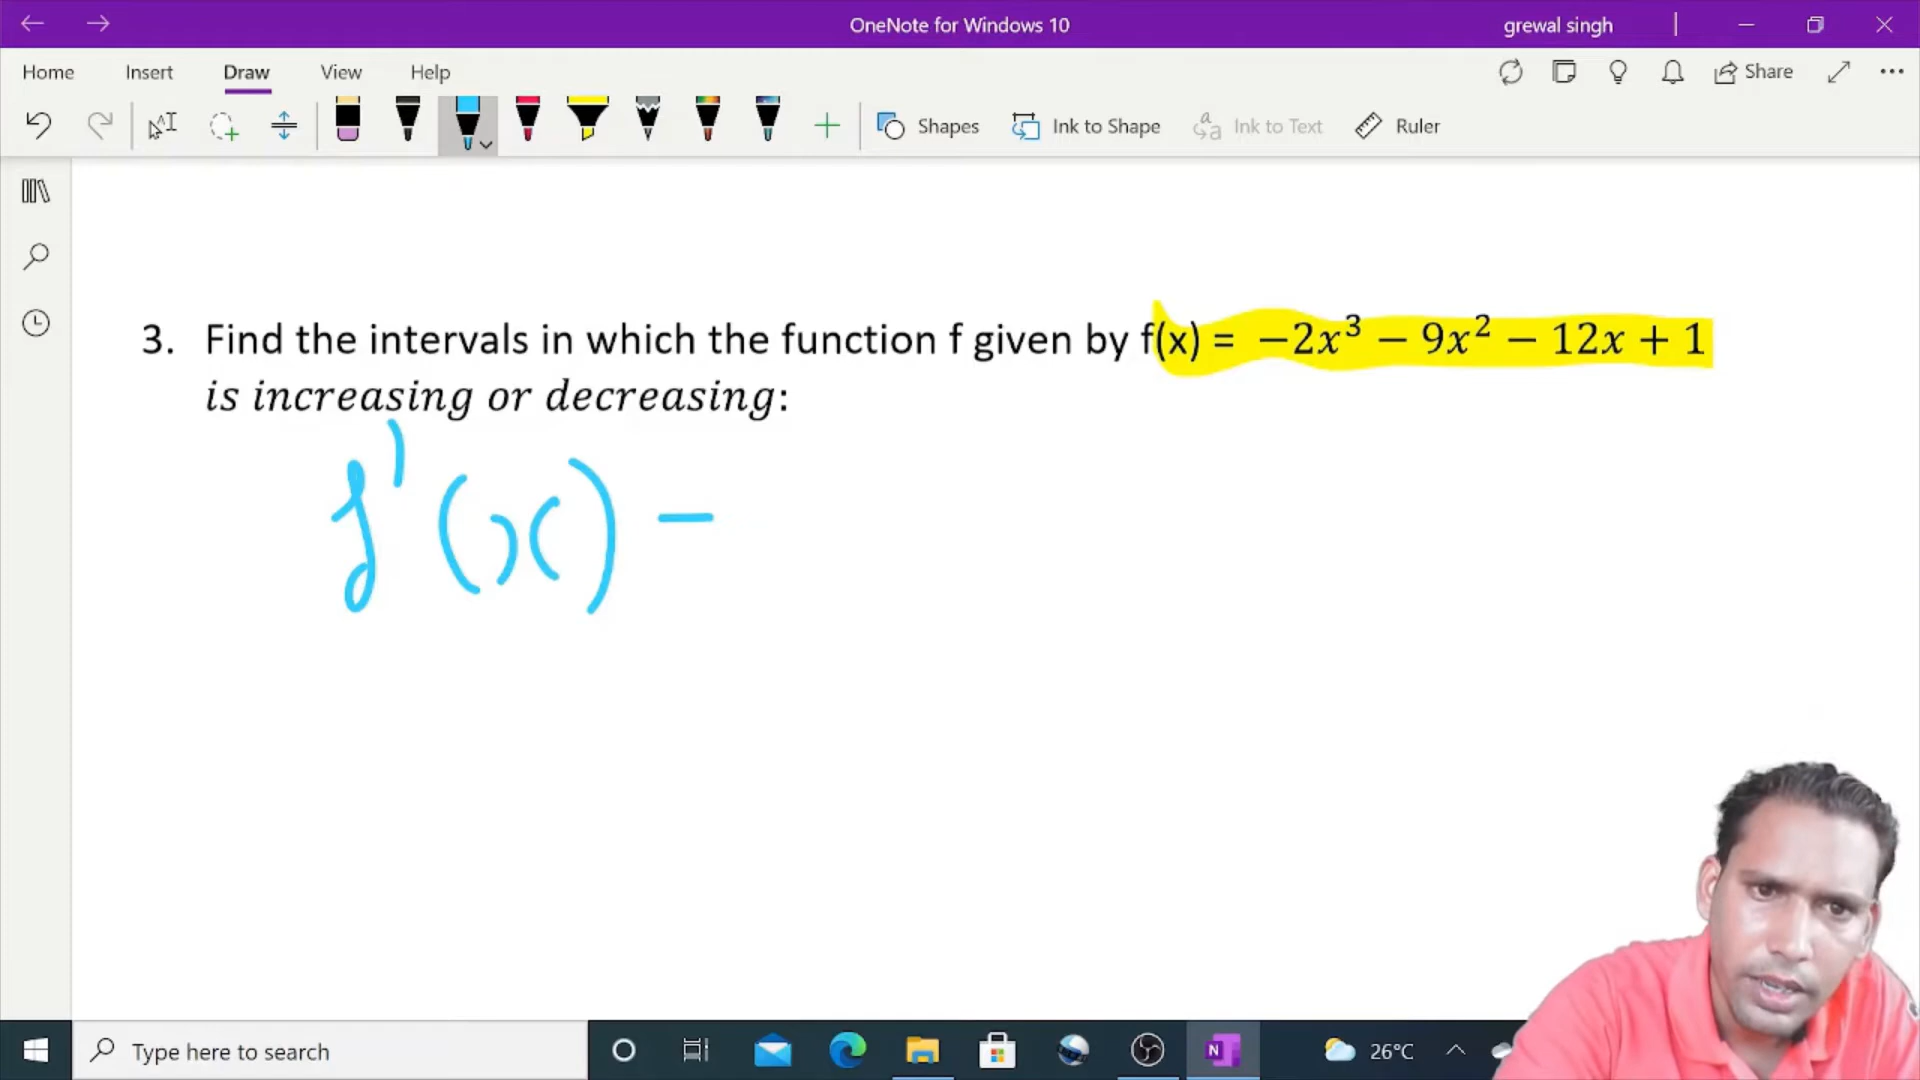 OneNote for Windows 10
grewal singh
Home Insert Draw View Help
Share
Shapes Ink to Shape Ink to Text Ruler
3. Find the intervals in which the function f given by f(x) = −2x³ − 9x² − 12x + 1
is increasing or decreasing:
f'(x) −
Type here to search
26°C